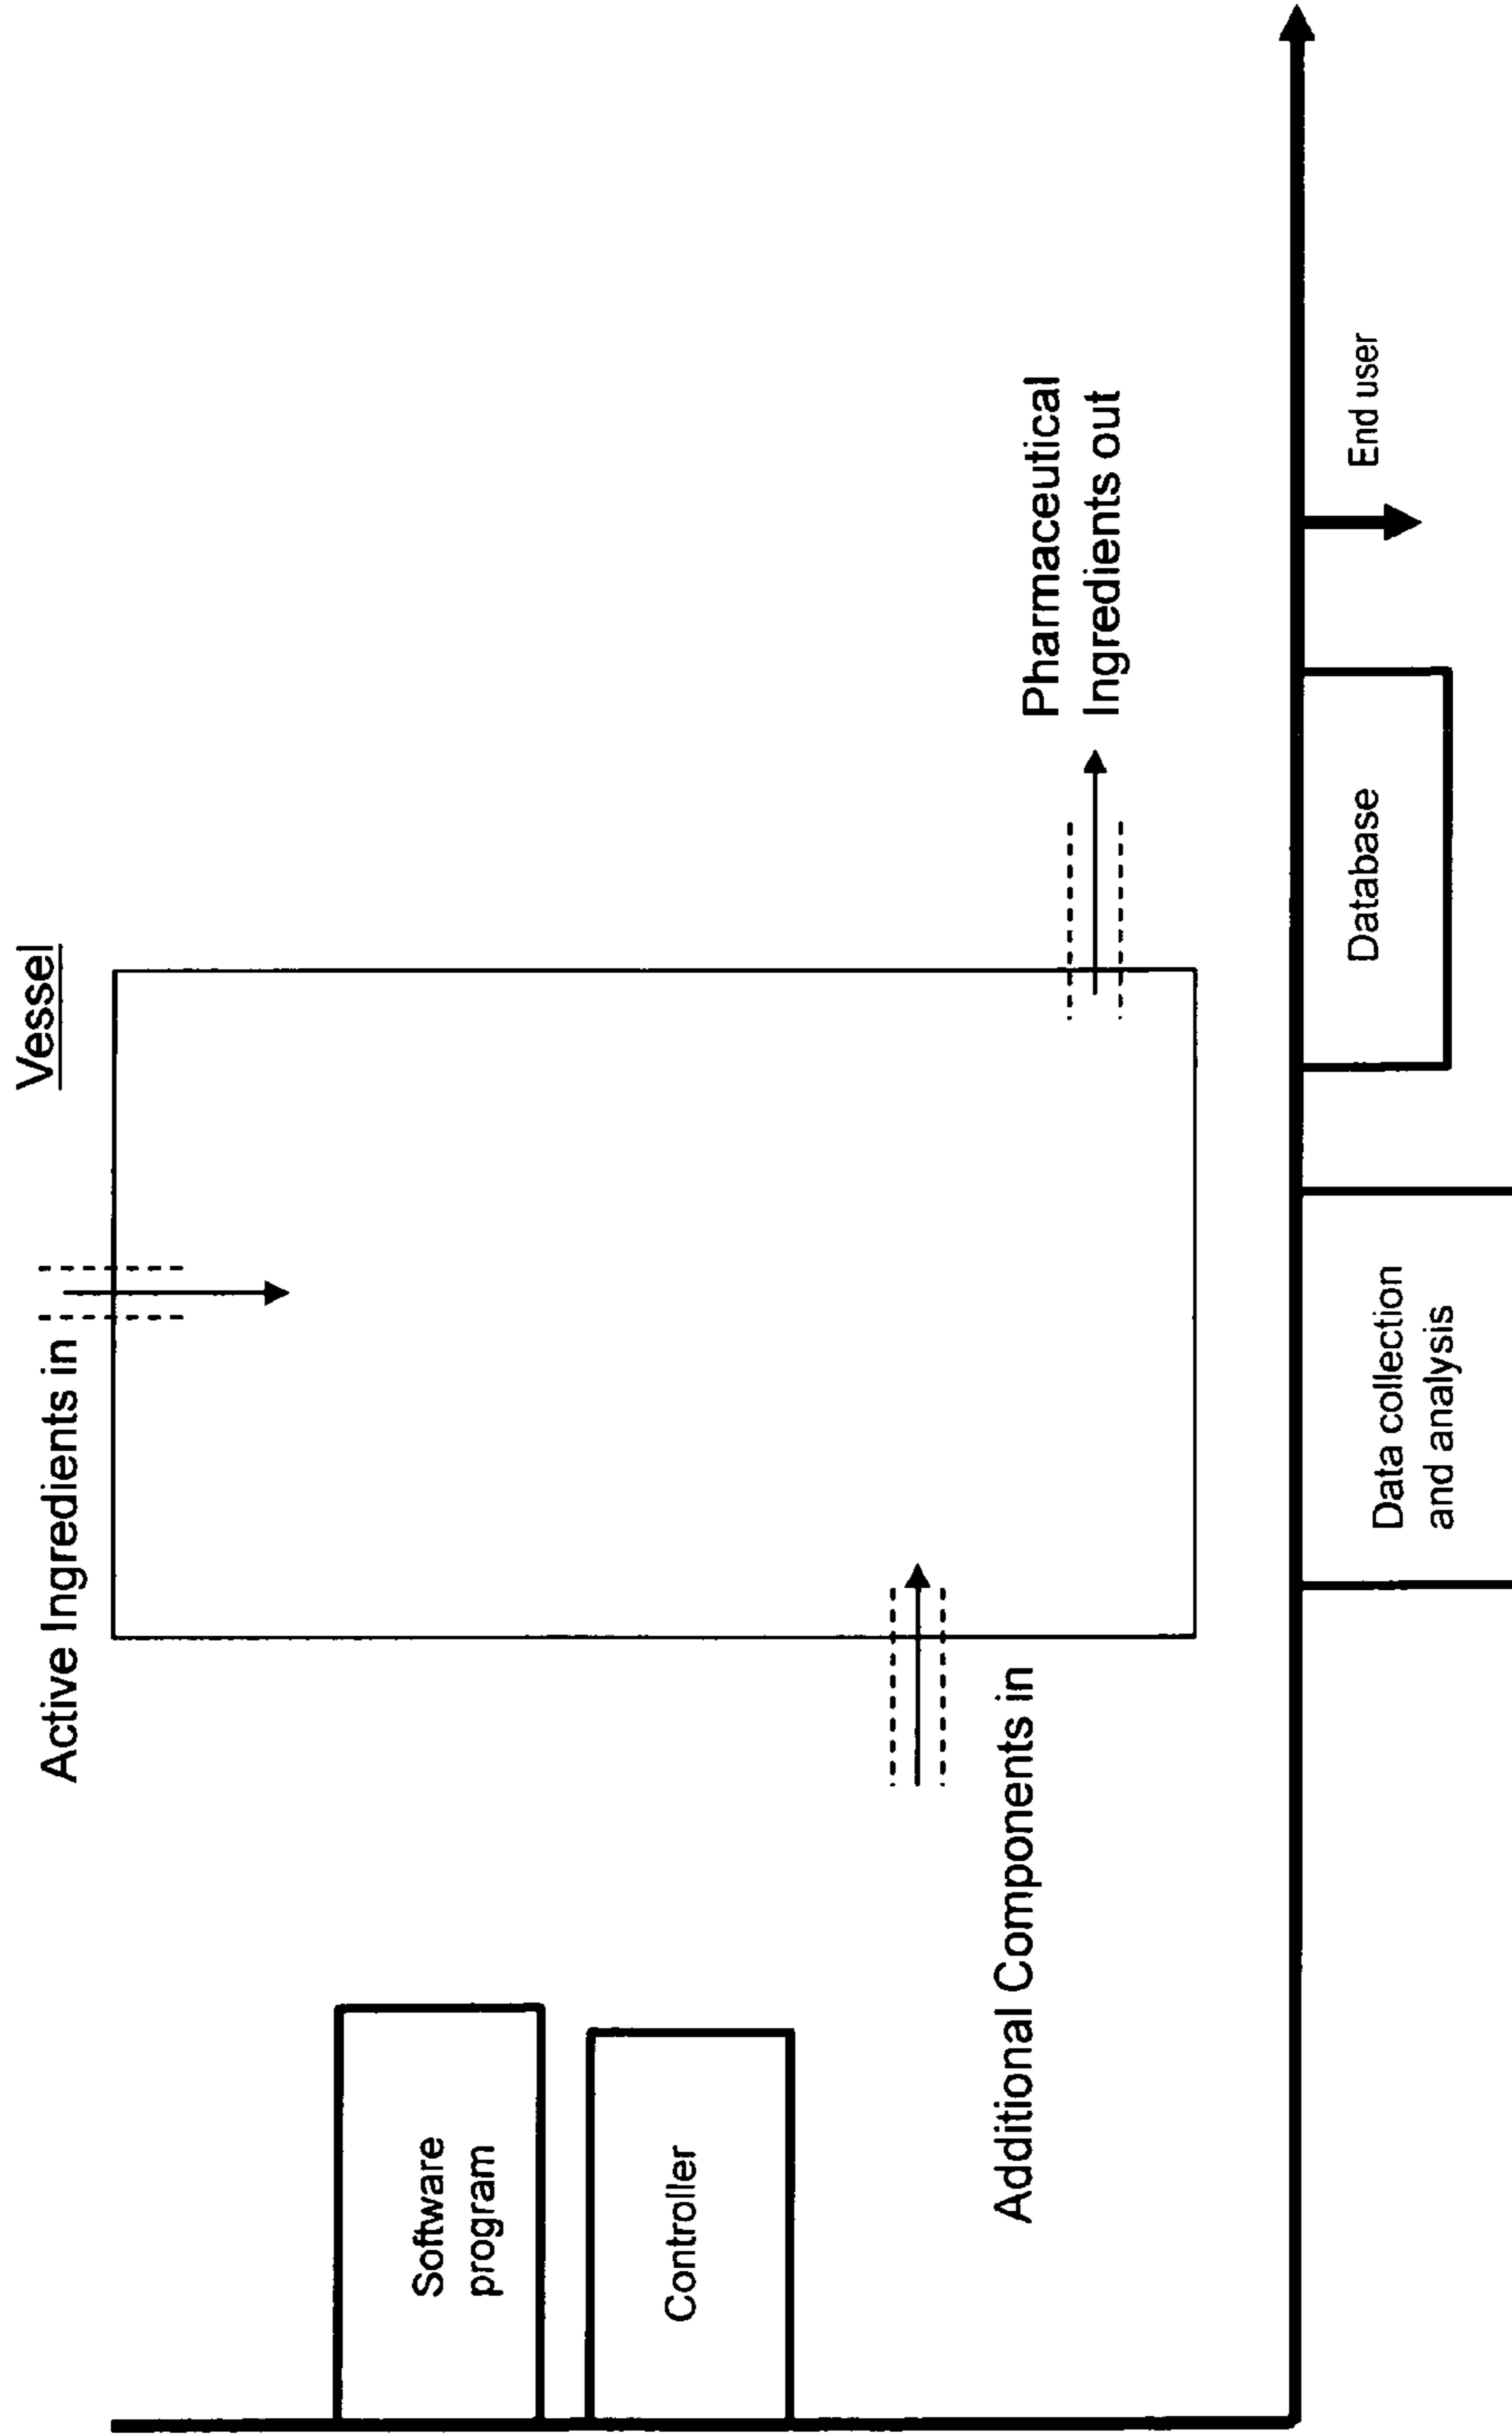 Vessel
Active Ingredients in
Software
program
Controller
Additional Components in
Pharmaceutical
Ingredients out
End user
Database
Data collection
and analysis